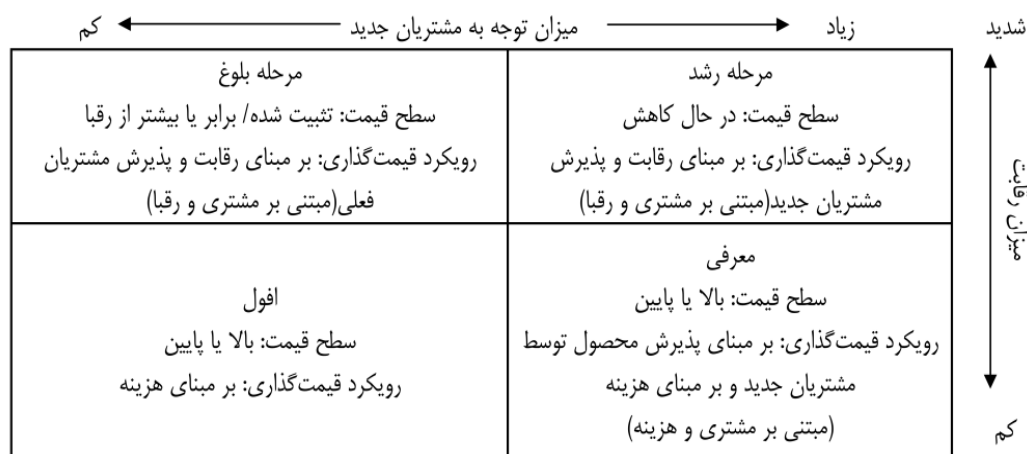 زیاد میزان توجه به مشتریان جدید کم
شدید
میزان رقابت
کم
مرحله رشد
سطح قیمت: در حال کاهش
رویکرد قیمت‌گذاری: بر مبنای رقابت و پذیرش
مشتریان جدید(مبتنی بر مشتری و رقبا)
مرحله بلوغ
سطح قیمت: تثبیت شده/ برابر یا بیشتر از رقبا
رویکرد قیمت‌گذاری: بر مبنای رقابت و پذیرش مشتریان
فعلی(مبتنی بر مشتری و رقبا)
معرفی
سطح قیمت: بالا یا پایین
رویکرد قیمت‌گذاری: بر مبنای پذیرش محصول توسط
مشتریان جدید و بر مبنای هزینه
(مبتنی بر مشتری و هزینه)
افول
سطح قیمت: بالا یا پایین
رویکرد قیمت‌گذاری: بر مبنای هزینه